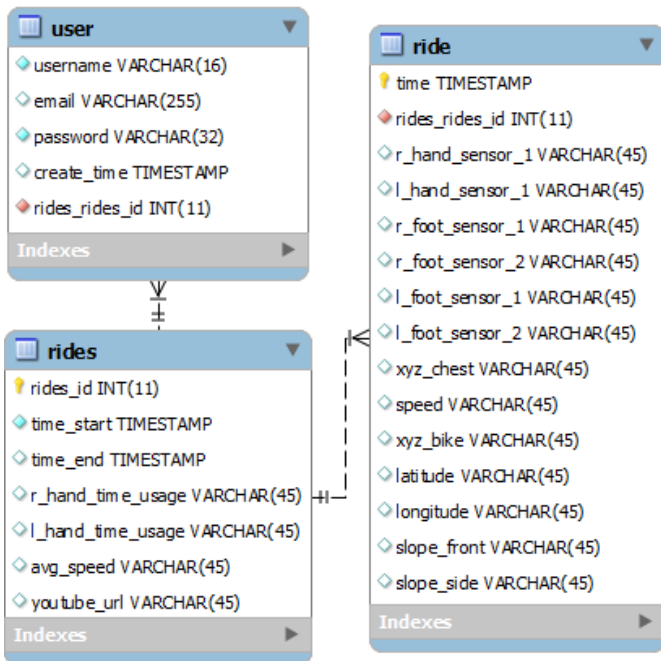 user
username VARCHAR(16)
email VARCHAR(255)
password VARCHAR(32)
create_time TIMESTAMP
rides_rides_id INT(11)
Indexes
rides
rides_id INT(11)
time_start TIMESTAMP
time_end TIMESTAMP
r_hand_time_usage VARCHAR(45)
l_hand_time_usage VARCHAR(45)
avg_speed VARCHAR(45)
youtube_url VARCHAR(45)
Indexes
ride
time TIMESTAMP
rides_rides_id INT(11)
r_hand_sensor_1 VARCHAR(45)
l_hand_sensor_1 VARCHAR(45)
r_foot_sensor_1 VARCHAR(45)
r_foot_sensor_2 VARCHAR(45)
l_foot_sensor_1 VARCHAR(45)
l_foot_sensor_2 VARCHAR(45)
xyz_chest VARCHAR(45)
speed VARCHAR(45)
xyz_bike VARCHAR(45)
latitude VARCHAR(45)
longitude VARCHAR(45)
slope_front VARCHAR(45)
slope_side VARCHAR(45)
Indexes